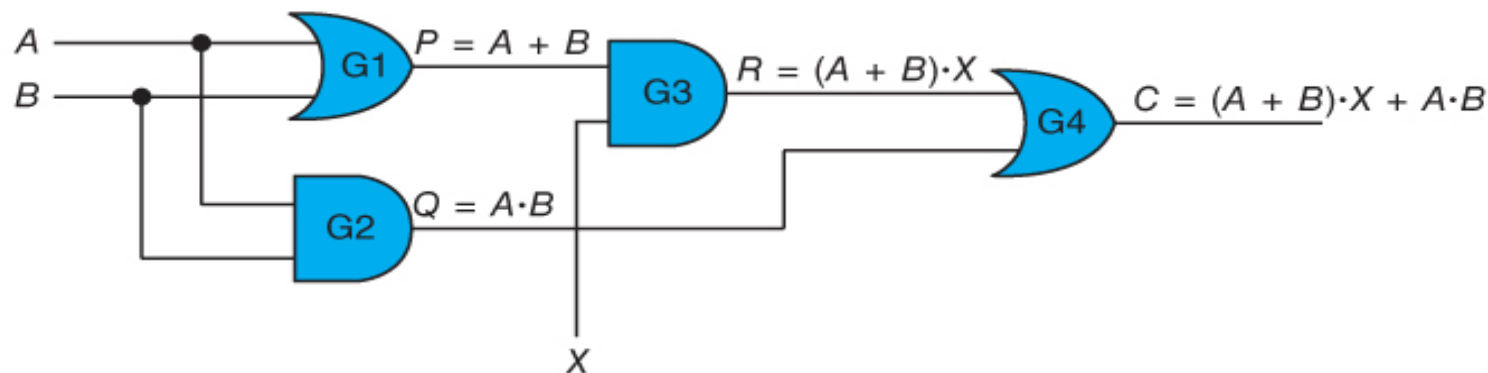 A
B
G1
P = A + B
G3
R = (A + B)·X
G4
C = (A + B)·X + A·B
G2
Q = A·B
X